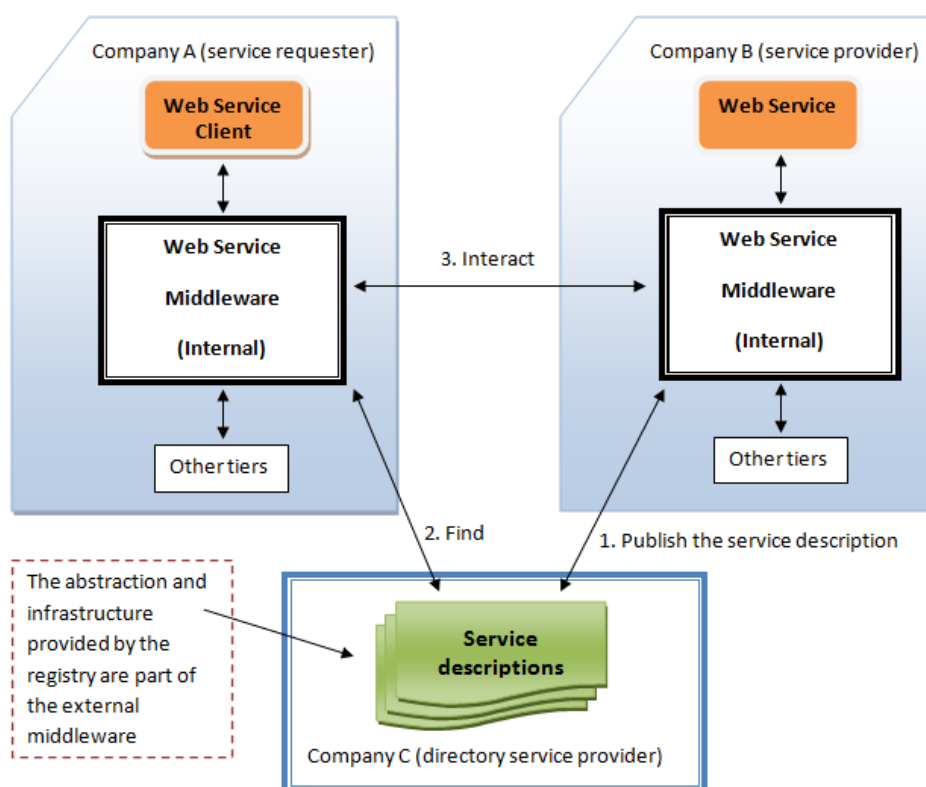 Company A (service requester)
Web Service
Client
Web Service
Middleware
(Internal)
Other tiers
Company B (service provider)
Web Service
Web Service
Middleware
(Internal)
Other tiers
3. Interact
2. Find
1. Publish the service description
The abstraction and
infrastructure
provided by the
registry are part of
the external
middleware
Service
descriptions
Company C (directory service provider)